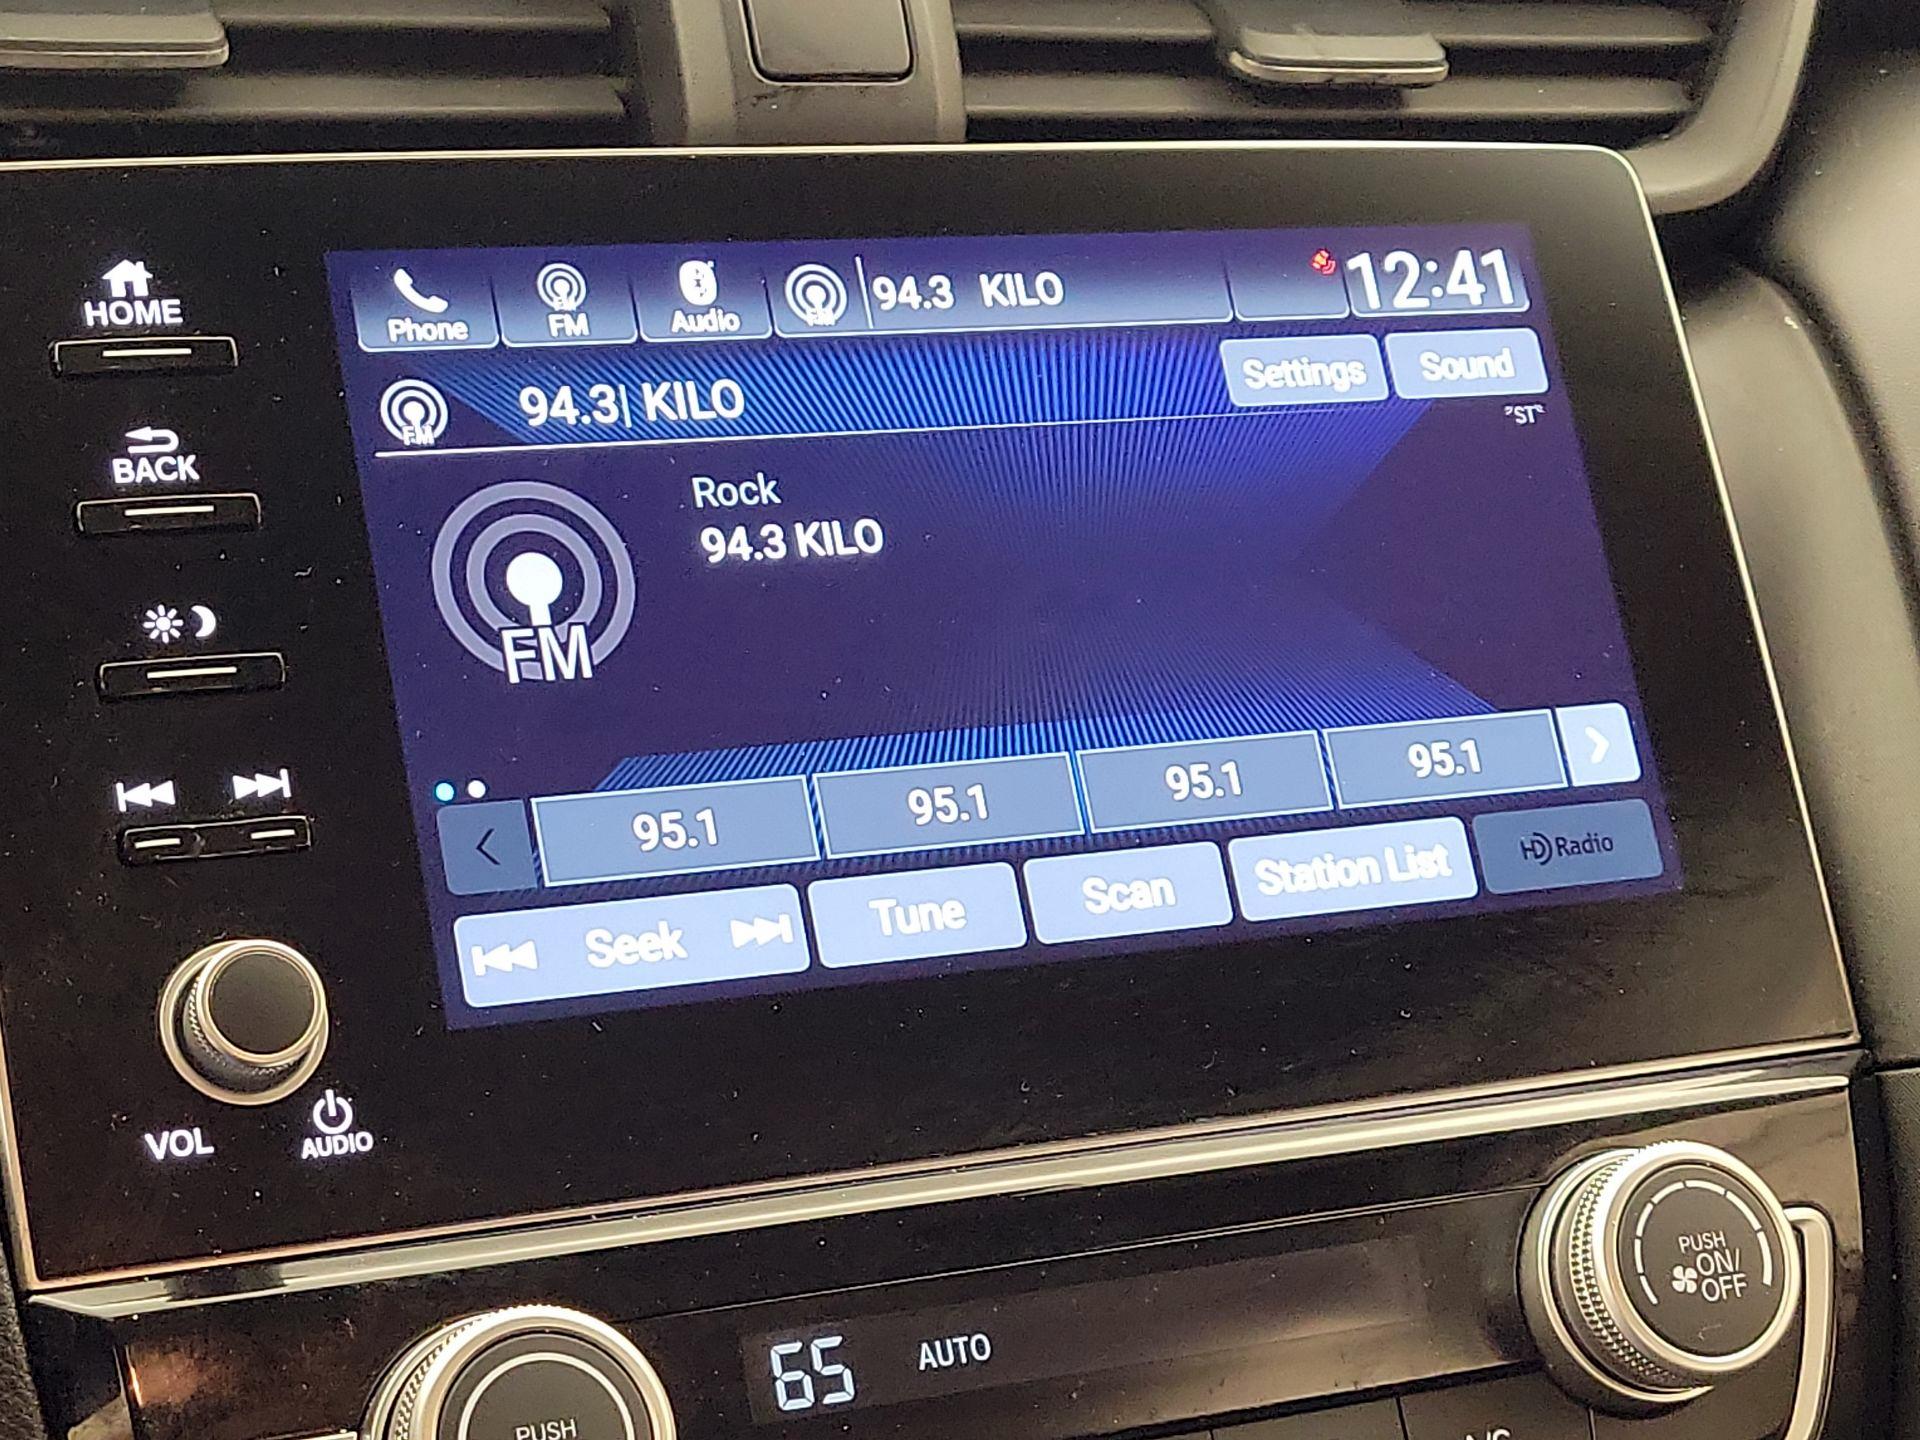 HOME
BACK
VOL
AUDIO
Phone
FM
FM
Audio
FM
94.3 KILO
12:41
FM
94.3| KILO
Settings
Sound
"ST"
FM
Rock
94.3 KILO
95.1
95.1
95.1
95.1
Seek
Tune
Scan
Station List
HD Radio
65
AUTO
PUSH
PUSH
ON/
OFF